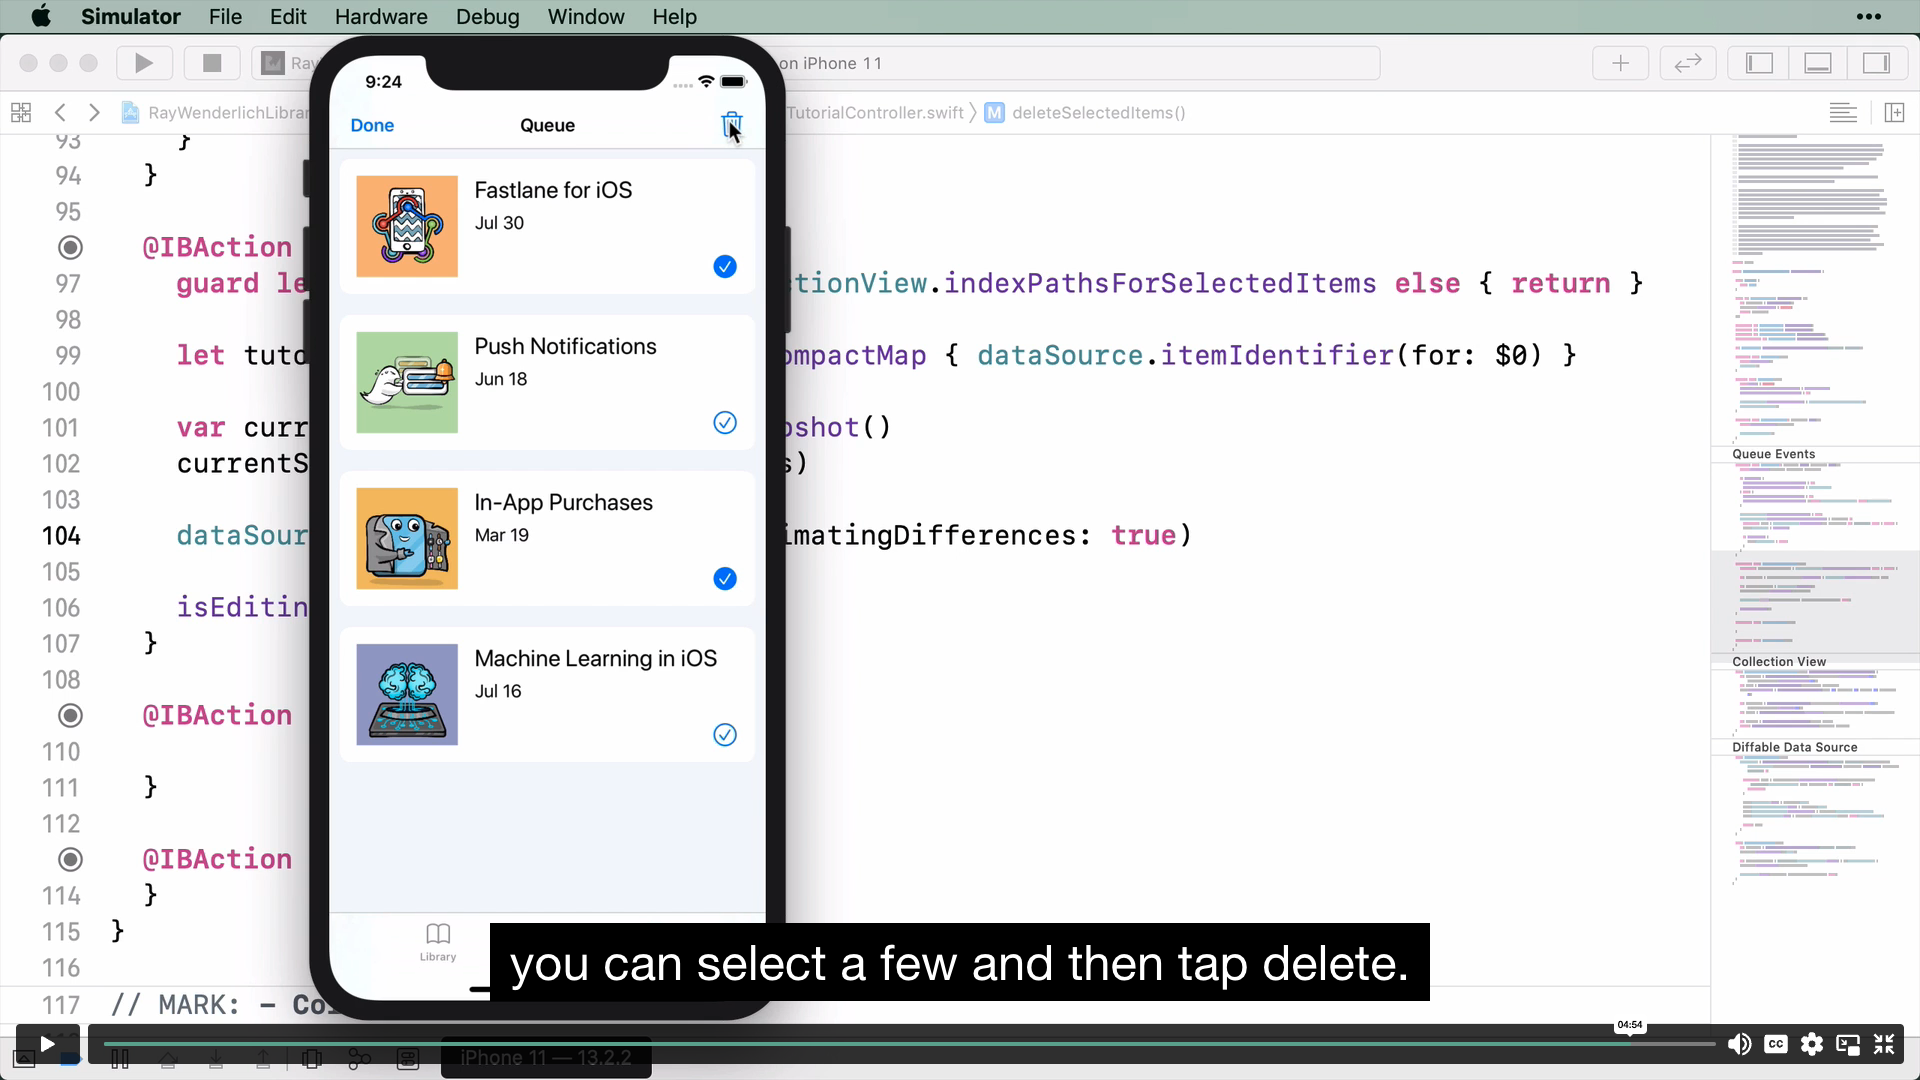 Simulator File Edit Hardware Debug Window Help •••
Ray on iPhone 11
RayWenderlichLibrar TutorialController.swift M deleteSelectedItems()
9:24
Done Queue
Fastlane for iOS
Jul 30
Push Notifications
Jun 18
In-App Purchases
Mar 19
Machine Learning in iOS
Jul 16
Library
93 }
94 }
95
@IBAction
97 guard le ctionView.indexPathsForSelectedItems else { return }
98
99 let tuto ompactMap { dataSource.itemIdentifier(for: $0) }
100
101 var curr pshot()
102 currentS s)
103
104 dataSour imatingDifferences: true)
105
106 isEditin
107 }
108
@IBAction
110
111 }
112
@IBAction
114 }
115 }
116
117 // MARK: - Co
Queue Events
Collection View
Diffable Data Source
you can select a few and then tap delete.
04:54
CC
iPhone 11 — 13.2.2